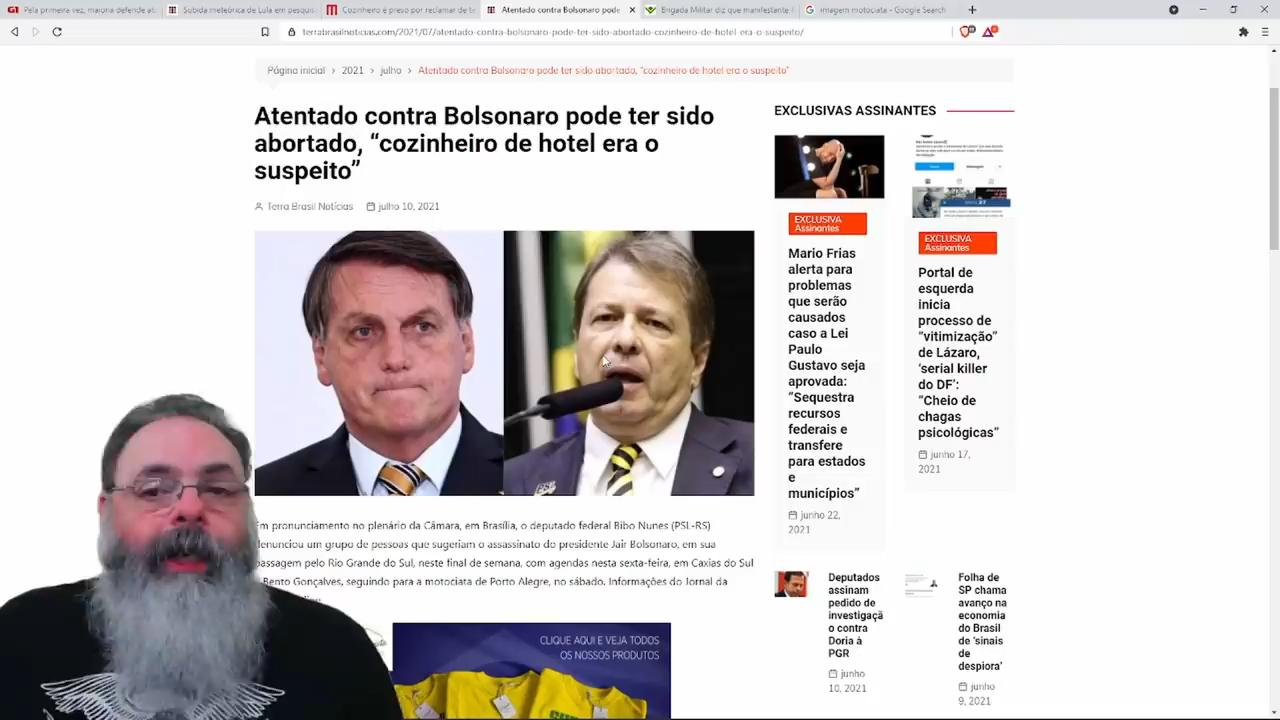 Pela primeira vez, maioria defende at
Subida meteórica de Lula em pesquis
Cozinheiro é preso por reclamar de te
Atentado contra Bolsonaro pode
Brigada Militar diz que manifestante f
imagem motociata - Google Search
terrabrasilnoticias.com/2021/07/atentado-contra-bolsonaro-pode-ter-sido-abortado-cozinheiro-de-hotel-era-o-suspeito/
Página inicial > 2021 > julho > Atentado contra Bolsonaro pode ter sido abortado, "cozinheiro de hotel era o suspeito"
Atentado contra Bolsonaro pode ter sido
abortado, “cozinheiro de hotel era o
suspeito”
rra Brasil Notícias julho 10, 2021
Em pronunciamento no plenário da Câmara, em Brasília, o deputado federal Bibo Nunes (PSL-RS)
denunciou um grupo de pessoas que sugeriam o assassinato do presidente Jair Bolsonaro, em sua
passagem pelo Rio Grande do Sul, neste final de semana, com agendas nesta sexta-feira, em Caxias do Sul
Bento Gonçalves, seguindo para a motociata de Porto Alegre, no sábado. Informações do Jornal da
CLIQUE AQUI E VEJA TODOS
OS NOSSOS PRODUTOS
EXCLUSIVAS ASSINANTES
EXCLUSIVA
Assinantes
Mario Frias
alerta para
problemas
que serão
causados
caso a Lei
Paulo
Gustavo seja
aprovada:
“Sequestra
recursos
federais e
transfere
para estados
e
municípios”
junho 22,
2021
EXCLUSIVA
Assinantes
Portal de
esquerda
inicia
processo de
“vitimização”
de Lázaro,
‘serial killer
do DF’:
“Cheio de
chagas
psicológicas”
junho 17,
2021
Deputados
assinam
pedido de
investigaçã
o contra
Doria à
PGR
junho
10, 2021
Folha de
SP chama
avanço na
economia
do Brasil
de ‘sinais
de
despiora’
junho
9, 2021